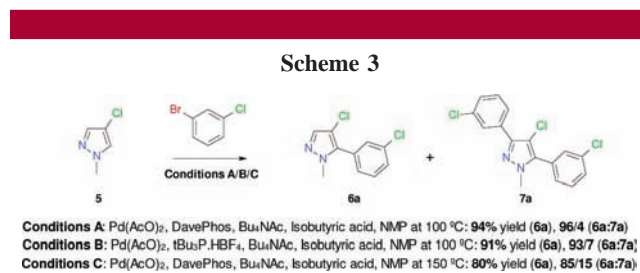 Scheme 3
Cl
N
N
5
Br
Cl
Conditions A/B/C
Cl
N
N
Cl
6a
+
Cl
Cl
N
N
Cl
7a
Conditions A: Pd(AcO)₂, DavePhos, Bu₄NAc, Isobutyric acid, NMP at 100 ºC: 94% yield (6a), 96/4 (6a:7a)
Conditions B: Pd(AcO)₂, tBu₃P.HBF₄, Bu₄NAc, Isobutyric acid, NMP at 100 ºC: 91% yield (6a), 93/7 (6a:7a)
Conditions C: Pd(AcO)₂, DavePhos, Bu₄NAc, Isobutyric acid, NMP at 150 ºC: 80% yield (6a), 85/15 (6a:7a)